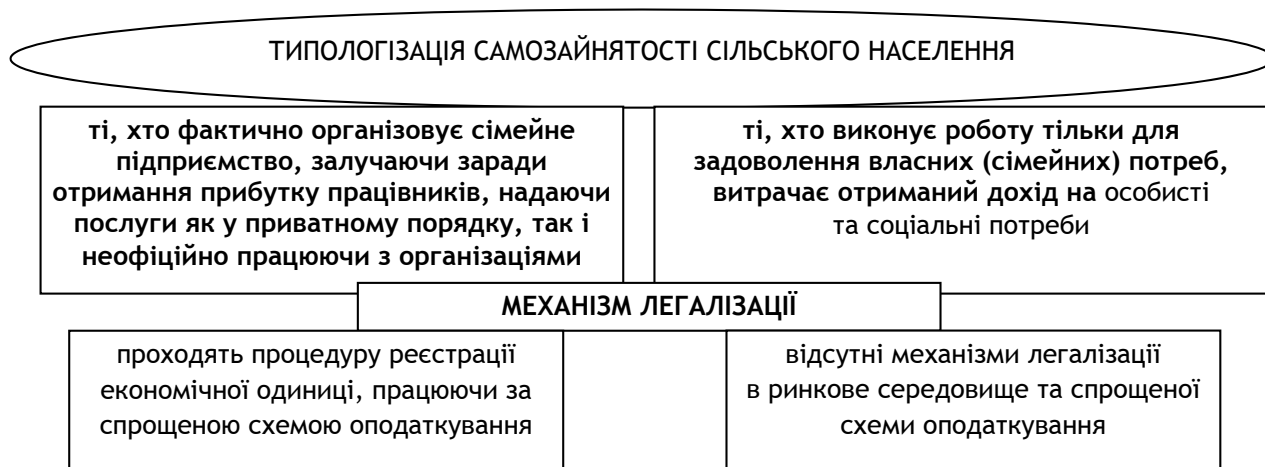 ТИПОЛОГІЗАЦІЯ САМОЗАЙНЯТОСТІ СІЛЬСЬКОГО НАСЕЛЕННЯ
ті, хто фактично організовує сімейне
підприємство, залучаючи заради
отримання прибутку працівників, надаючи
послуги як у приватному порядку, так і
неофіційно працюючи з організаціями
ті, хто виконує роботу тільки для
задоволення власних (сімейних) потреб,
витрачає отриманий дохід на особисті
та соціальні потреби
МЕХАНІЗМ ЛЕГАЛІЗАЦІЇ
проходять процедуру реєстрації
економічної одиниці, працюючи за
спрощеною схемою оподаткування
відсутні механізми легалізації
в ринкове середовище та спрощеної
схеми оподаткування